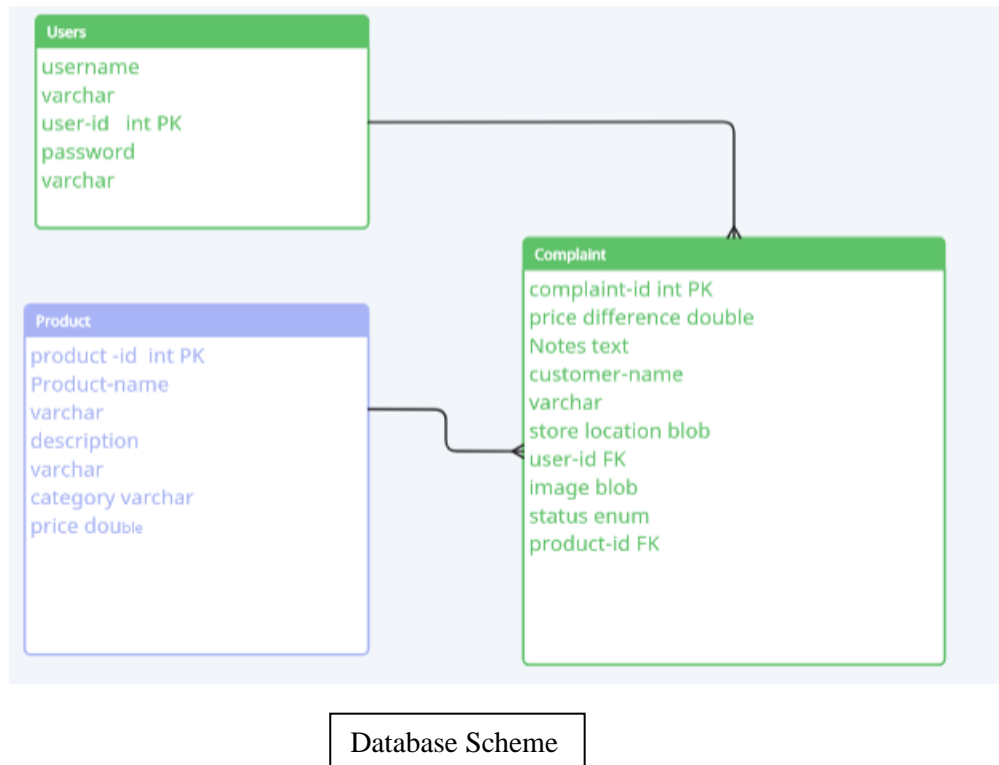 Users
username
varchar
user-id int PK
password
varchar
Product
product -id int PK
Product-name
varchar
description
varchar
category varchar
price double
Complaint
complaint-id int PK
price difference double
Notes text
customer-name
varchar
store location blob
user-id FK
image blob
status enum
product-id FK
Database Scheme